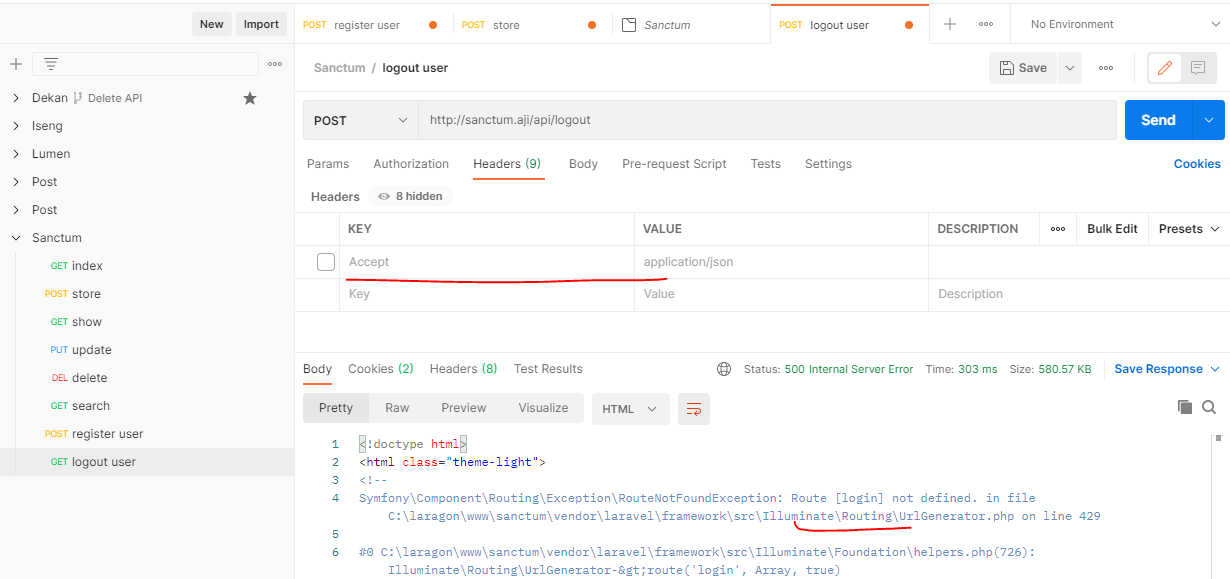 New Import POST register user POST store Sanctum POST logout user No Environment
Sanctum / logout user Save
Dekan Delete API
Iseng
Lumen
Post
Post
Sanctum
GET index
POST store
GET show
PUT update
DEL delete
GET search
POST register user
GET logout user
POST http://sanctum.aji/api/logout Send
Params Authorization Headers (9) Body Pre-request Script Tests Settings Cookies
Headers 8 hidden
KEY VALUE DESCRIPTION Bulk Edit Presets
Accept application/json
Key Value Description
Body Cookies (2) Headers (8) Test Results Status: 500 Internal Server Error Time: 303 ms Size: 580.57 KB Save Response
Pretty Raw Preview Visualize HTML
1 <!doctype html>
2 <html class="theme-light">
3 <!--
4 Symfony\Component\Routing\Exception\RouteNotFoundException: Route [login] not defined. in file
C:\laragon\www\sanctum\vendor\laravel\framework\src\Illuminate\Routing\UrlGenerator.php on line 429
5
6 #0 C:\laragon\www\sanctum\vendor\laravel\framework\src\Illuminate\Foundation\helpers.php(726):
Illuminate\Routing\UrlGenerator-&gt;route('login', Array, true)